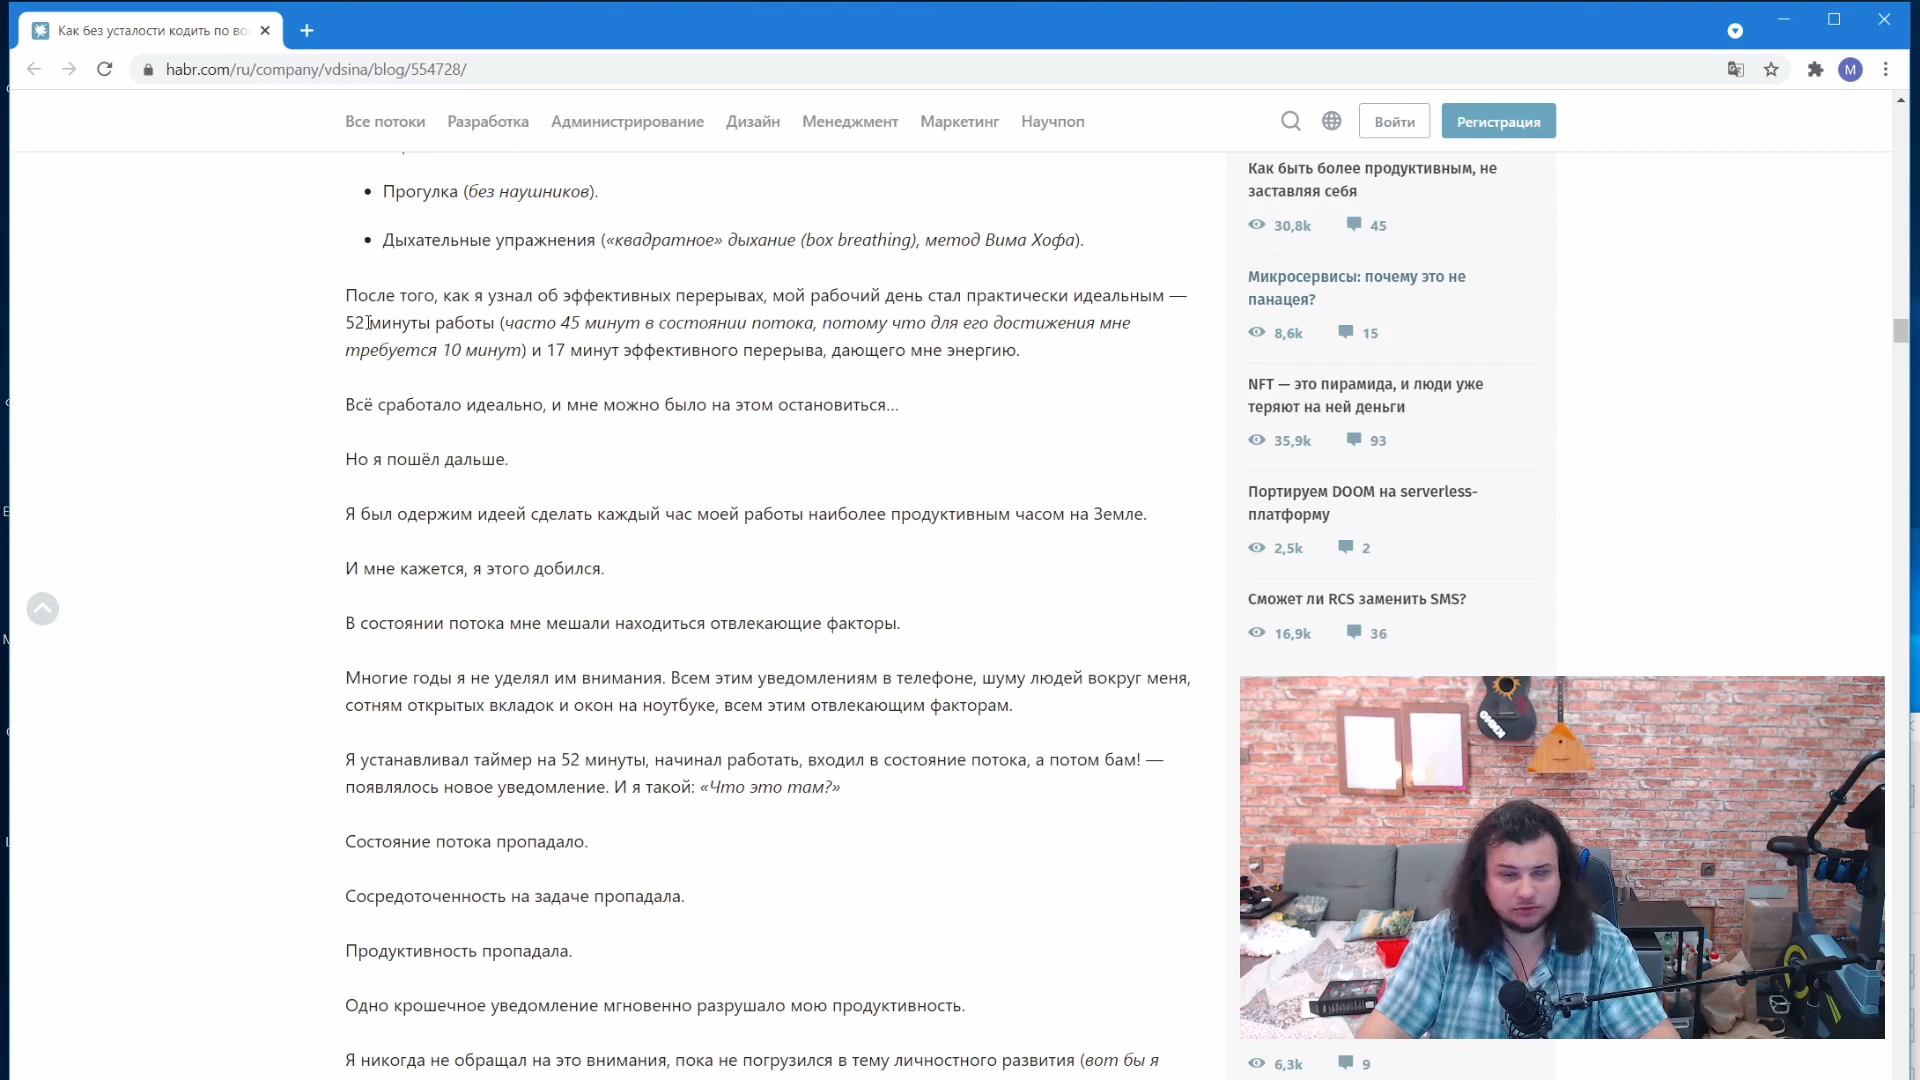 Как без усталости кодить по во
habr.com/ru/company/vdsina/blog/554728/
M
Все потоки Разработка Администрирование Дизайн Менеджмент Маркетинг Научпоп
Войти
Регистрация
• Прогулка (без наушников).
• Дыхательные упражнения («квадратное» дыхание (box breathing), метод Вима Хофа).
После того, как я узнал об эффективных перерывах, мой рабочий день стал практически идеальным —
52 минуты работы (часто 45 минут в состоянии потока, потому что для его достижения мне
требуется 10 минут) и 17 минут эффективного перерыва, дающего мне энергию.
Всё сработало идеально, и мне можно было на этом остановиться...
Но я пошёл дальше.
Я был одержим идеей сделать каждый час моей работы наиболее продуктивным часом на Земле.
И мне кажется, я этого добился.
В состоянии потока мне мешали находиться отвлекающие факторы.
Многие годы я не уделял им внимания. Всем этим уведомлениям в телефоне, шуму людей вокруг меня,
сотням открытых вкладок и окон на ноутбуке, всем этим отвлекающим факторам.
Я устанавливал таймер на 52 минуты, начинал работать, входил в состояние потока, а потом бам! —
появлялось новое уведомление. И я такой: «Что это там?»
Состояние потока пропадало.
Сосредоточенность на задаче пропадала.
Продуктивность пропадала.
Одно крошечное уведомление мгновенно разрушало мою продуктивность.
Я никогда не обращал на это внимания, пока не погрузился в тему личностного развития (вот бы я
Как быть более продуктивным, не
заставляя себя
30,8k 45
Микросервисы: почему это не
панацея?
8,6k 15
NFT — это пирамида, и люди уже
теряют на ней деньги
35,9k 93
Портируем DOOM на serverless-
платформу
2,5k 2
Сможет ли RCS заменить SMS?
16,9k 36
КИНО
6,3k 9